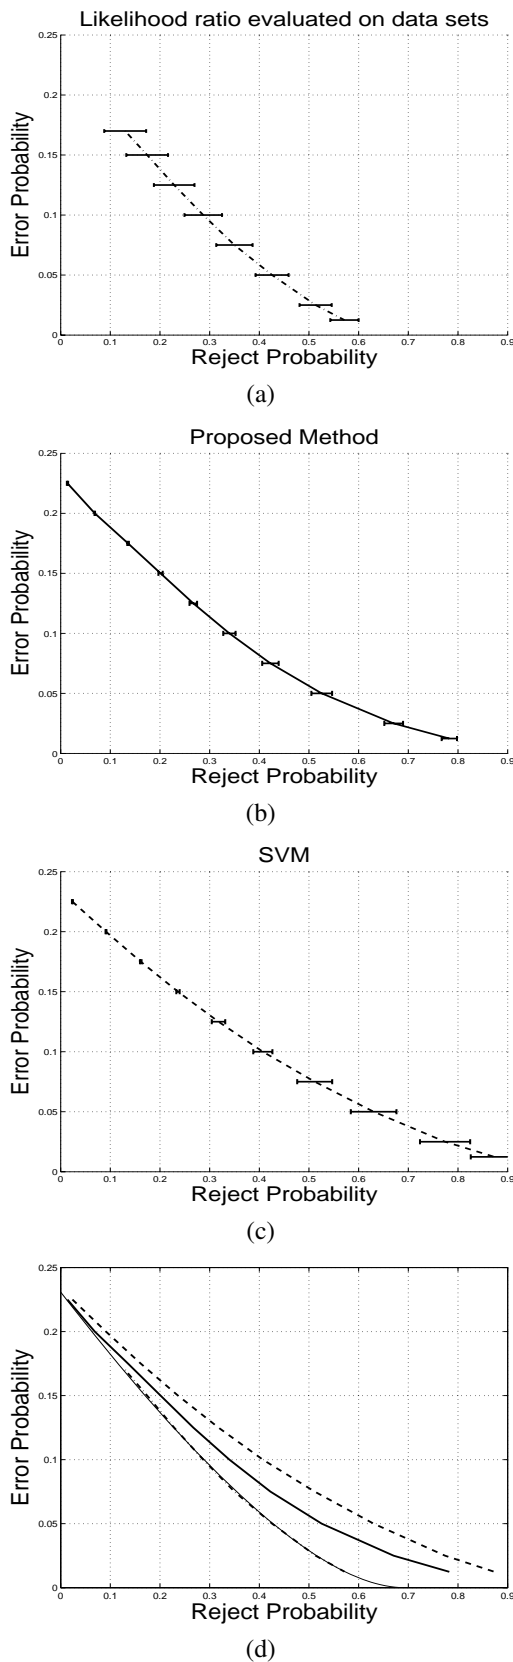 Likelihood ratio evaluated on data sets
0.25
0.2
0.15
0.1
0.05
0
Error Probability
0 0.1 0.2 0.3 0.4 0.5 0.6 0.7 0.8 0.9
Reject Probability
(a)
Proposed Method
0.25
0.2
0.15
0.1
0.05
0
Error Probability
0 0.1 0.2 0.3 0.4 0.5 0.6 0.7 0.8 0.9
Reject Probability
(b)
SVM
0.25
0.2
0.15
0.1
0.05
0
Error Probability
0 0.1 0.2 0.3 0.4 0.5 0.6 0.7 0.8 0.9
Reject Probability
(c)
0.25
0.2
0.15
0.1
0.05
0
Error Probability
0 0.1 0.2 0.3 0.4 0.5 0.6 0.7 0.8 0.9
Reject Probability
(d)